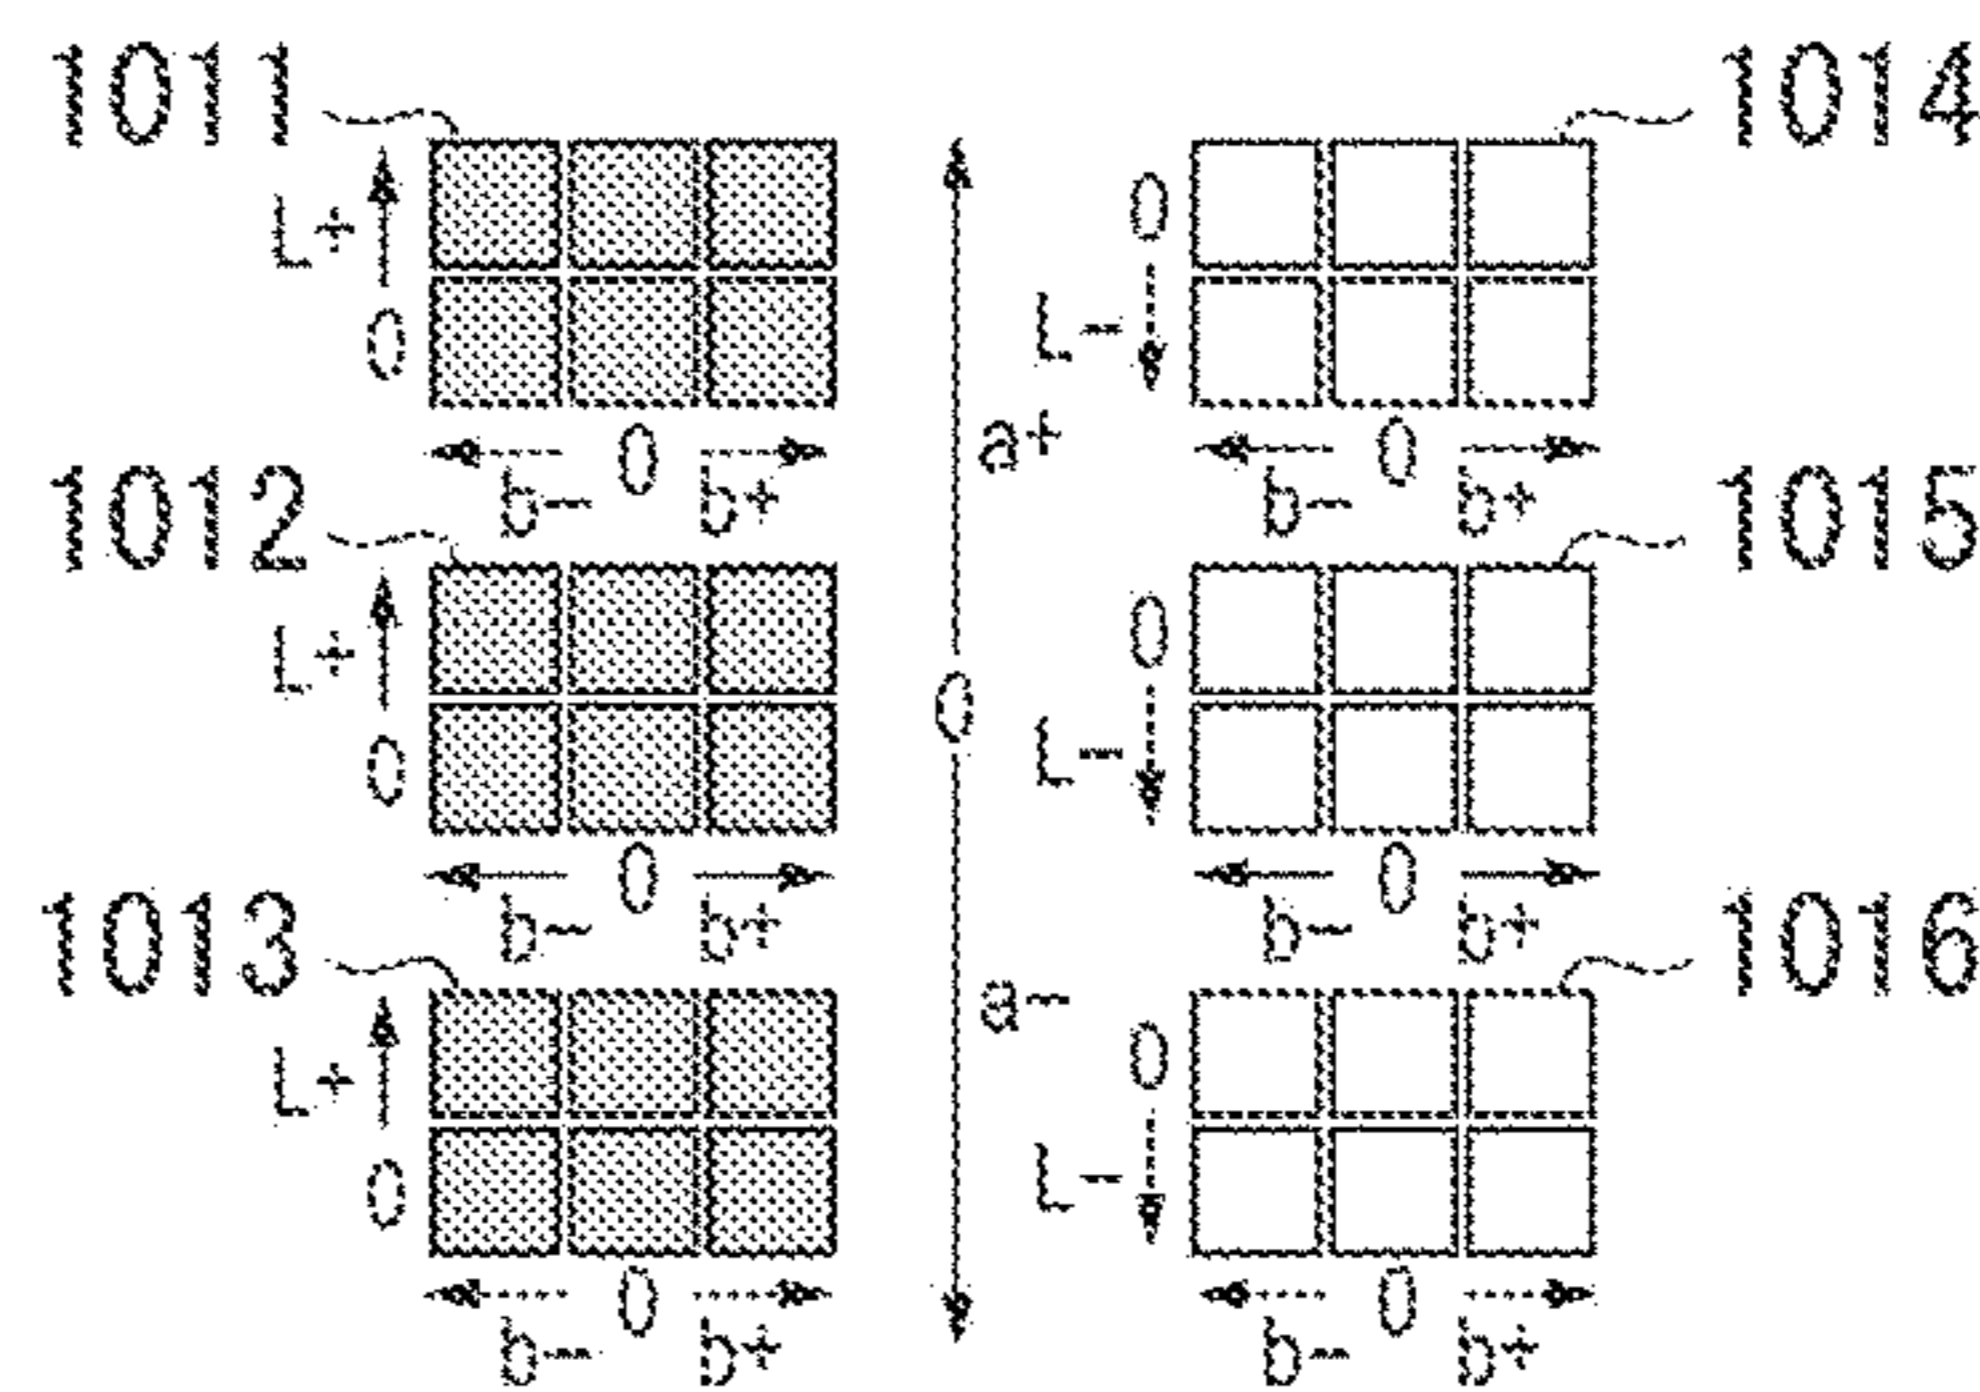 1011 1014
L+ 0
0 L-
b- 0 b+ a+ b- 0 b+
1012 1015
L+ 0
0 0 L-
b- 0 b+ b- 0 b+
1013 a- 1016
L+ 0
0 L-
b- 0 b+ b- 0 b+